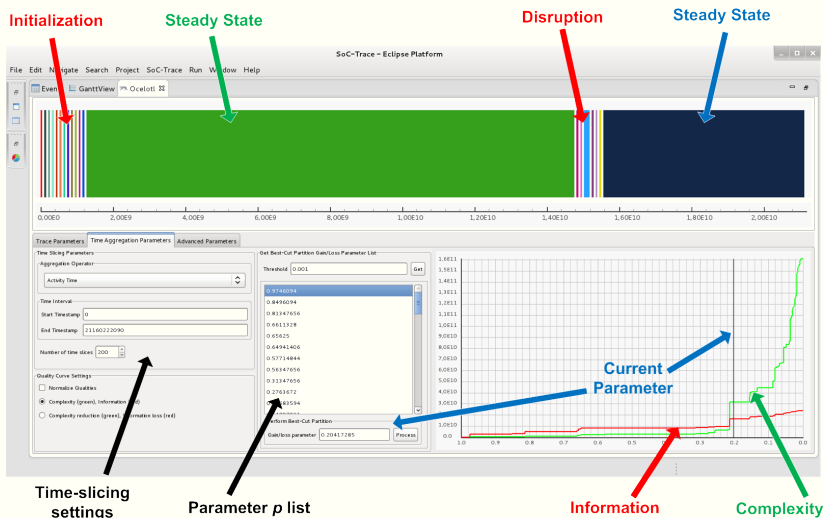 Initialization
Steady State
Disruption
Steady State
SoC-Trace - Eclipse Platform
File Edit Navigate Search Project SoC-Trace Run Window Help
GanttView Ocelotl
0,00E0 2,00E9 4,00E9 6,00E9 8,00E9 1,00E10 1,20E10 1,40E10 1,60E10 1,80E10 2,00E10
Trace Parameters Time Aggregation Parameters Advanced Parameters
Time Slicing Parameters
Aggregation Operator
Activity Time
Time Interval
Start Timestamp 0
End Timestamp 21160222090
Number of time slices 200
Quality Curve Settings
Normalize Qualities
Complexity (green), Information
Complexity reduction (green), Information loss (red)
Get Best-Cut Partition Gain/Loss Parameter List
Threshold 0.001 Get
0.9746094
0.8496094
0.81347656
0.6611328
0.65625
0.64941406
0.57714844
0.56347656
0.31347656
0.2763672
Perform Best-Cut Partition
Gain/loss parameter 0.20417285 Process
1,6E11
1,5E11
1,4E11
1,3E11
1,2E11
1,1E11
1,0E11
9,0E10
8,0E10
7,0E10
6,0E10
5,0E10
4,0E10
3,0E10
2,0E10
1,0E10
0,0
1.0 0.9 0.8 0.7 0.6 0.5 0.4 0.3 0.2 0.1 0.0
Current
Parameter
Time-slicing
settings
Parameter p list
Information
Complexity